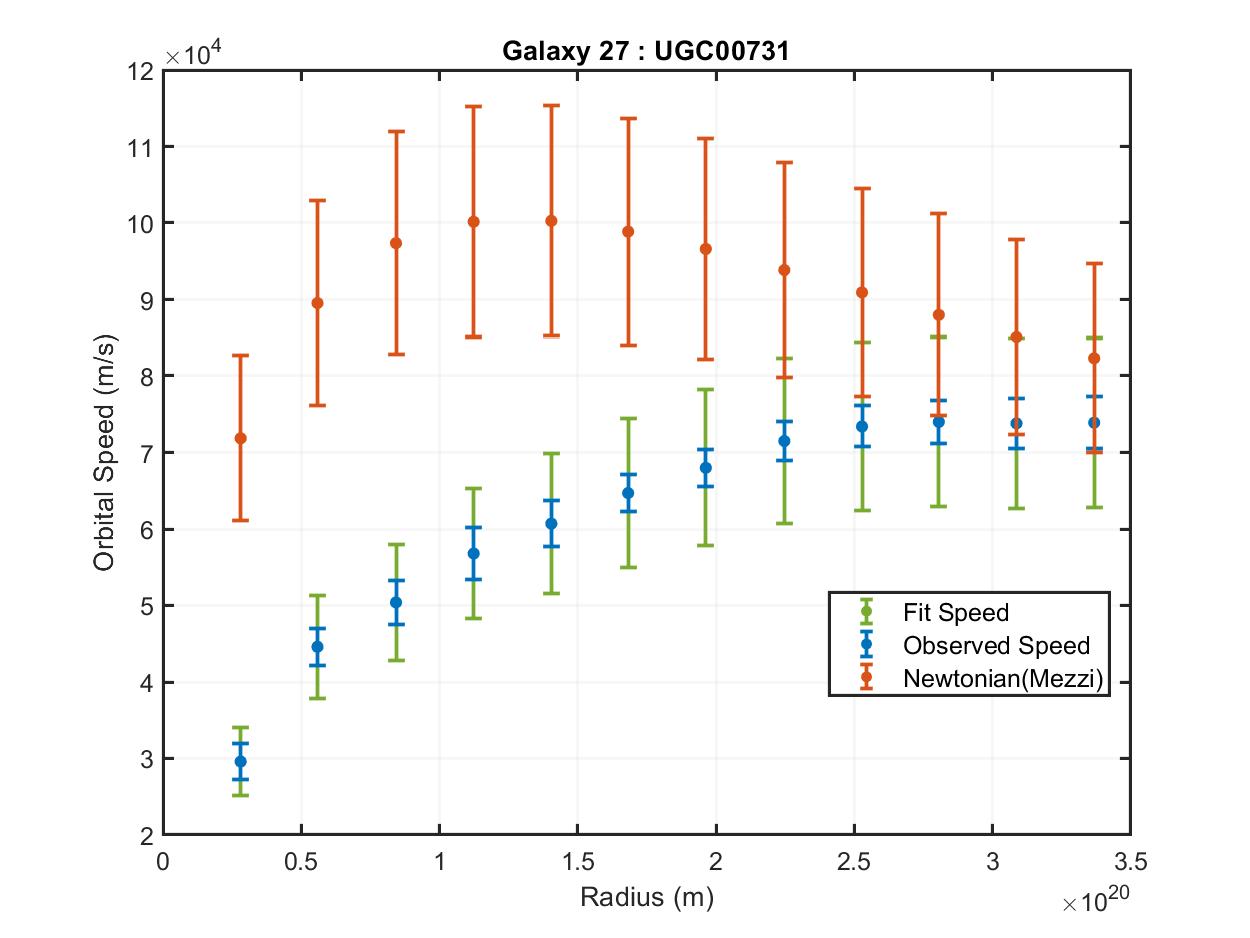 Galaxy 27 : UGC00731
×10^4
12
11
10
9
8
7
6
5
4
3
2
Orbital Speed (m/s)
Fit Speed
Observed Speed
Newtonian(Mezzi)
0 0.5 1 1.5 2 2.5 3 3.5
Radius (m)
×10^20